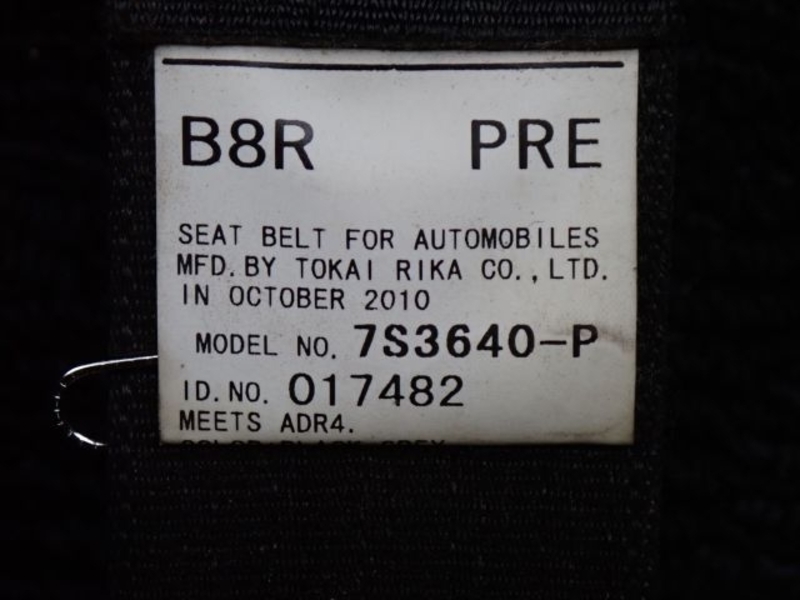 B8R PRE
SEAT BELT FOR AUTOMOBILES
MFD. BY TOKAI RIKA CO., LTD.
IN OCTOBER 2010
MODEL NO. 7S3640-P
ID. NO. 017482
MEETS ADR4.